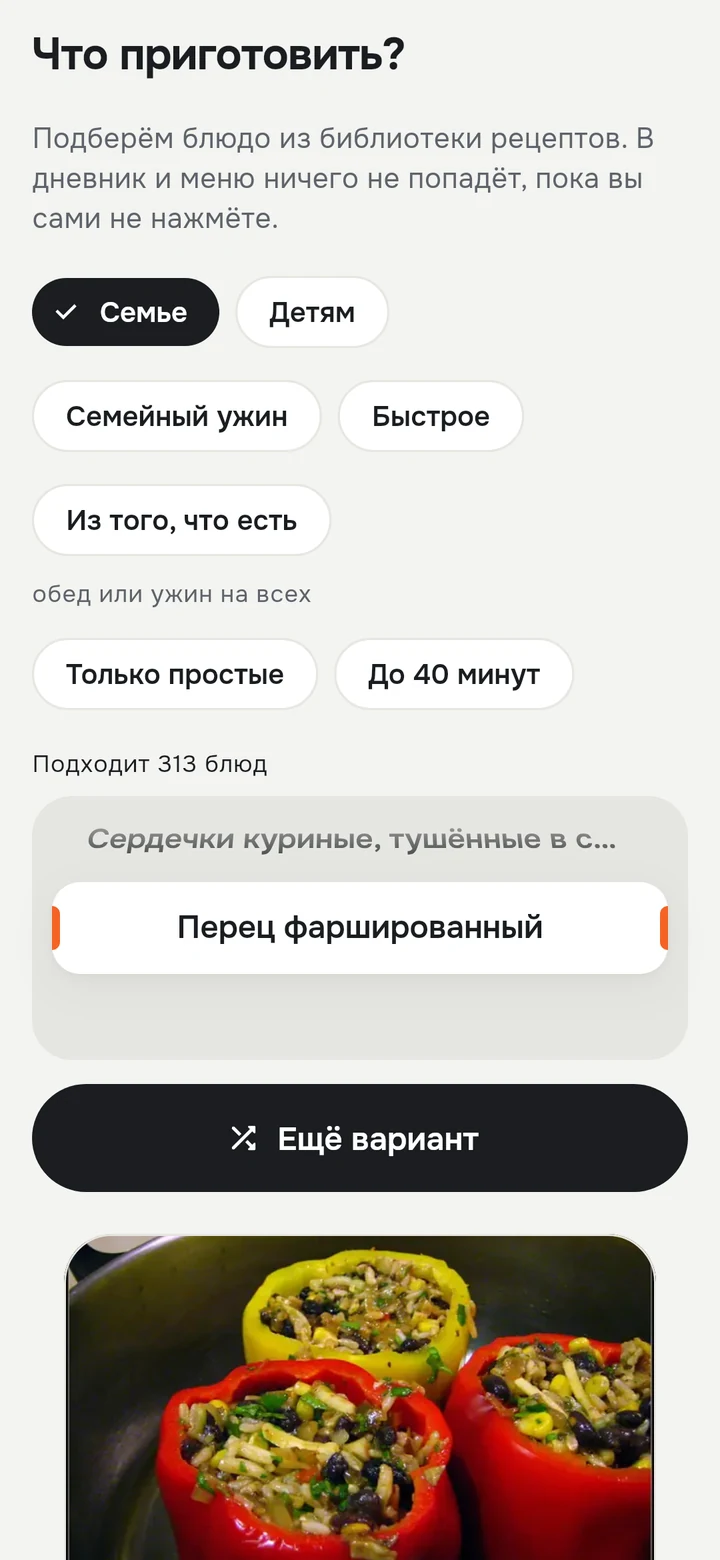 Что приготовить?
Подберём блюдо из библиотеки рецептов. В
дневник и меню ничего не попадёт, пока вы
сами не нажмёте.
Семье
Детям
Семейный ужин
Быстрое
Из того, что есть
обед или ужин на всех
Только простые
До 40 минут
Подходит 313 блюд
Сердечки куриные, тушённые в с...
Перец фаршированный
Ещё вариант